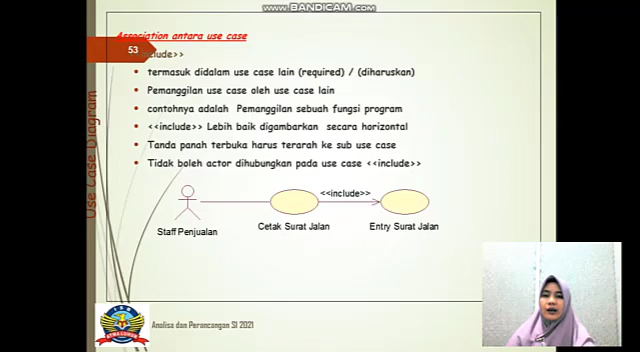 www.BANDICAM.com
Association antara use case
53
clude>>
• termasuk didalam use case lain (required) / (diharuskan)
• Pemanggilan use case oleh use case lain
• contohnya adalah Pemanggilan sebuah fungsi program
• <<include>> Lebih baik digambarkan secara horizontal
• Tanda panah terbuka harus terarah ke sub use case
• Tidak boleh actor dihubungkan pada use case <<include>>
Use Case Diagram
<<include>>
Staff Penjualan
Cetak Surat Jalan
Entry Surat Jalan
Analisa dan Perancangan SI 2021